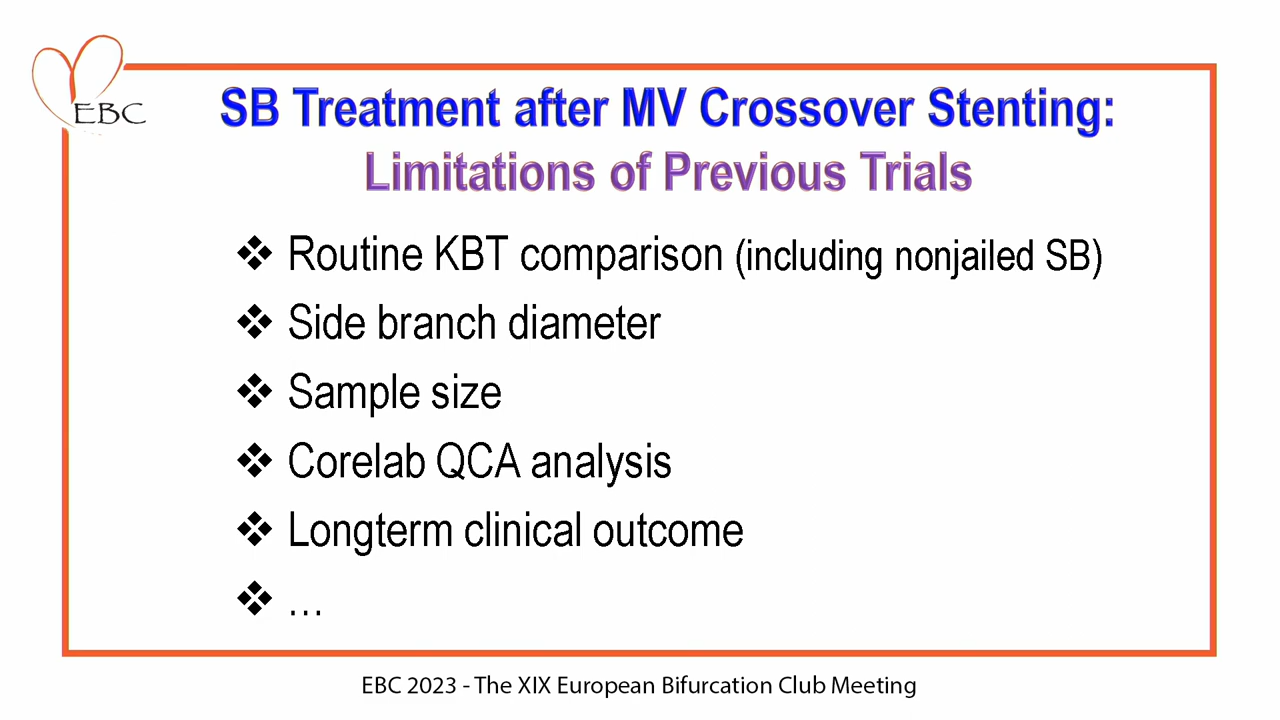 EBC
SB Treatment after MV Crossover Stenting:
Limitations of Previous Trials
❖ Routine KBT comparison (including nonjailed SB)
❖ Side branch diameter
❖ Sample size
❖ Corelab QCA analysis
❖ Longterm clinical outcome
❖ …
EBC 2023 - The XIX European Bifurcation Club Meeting